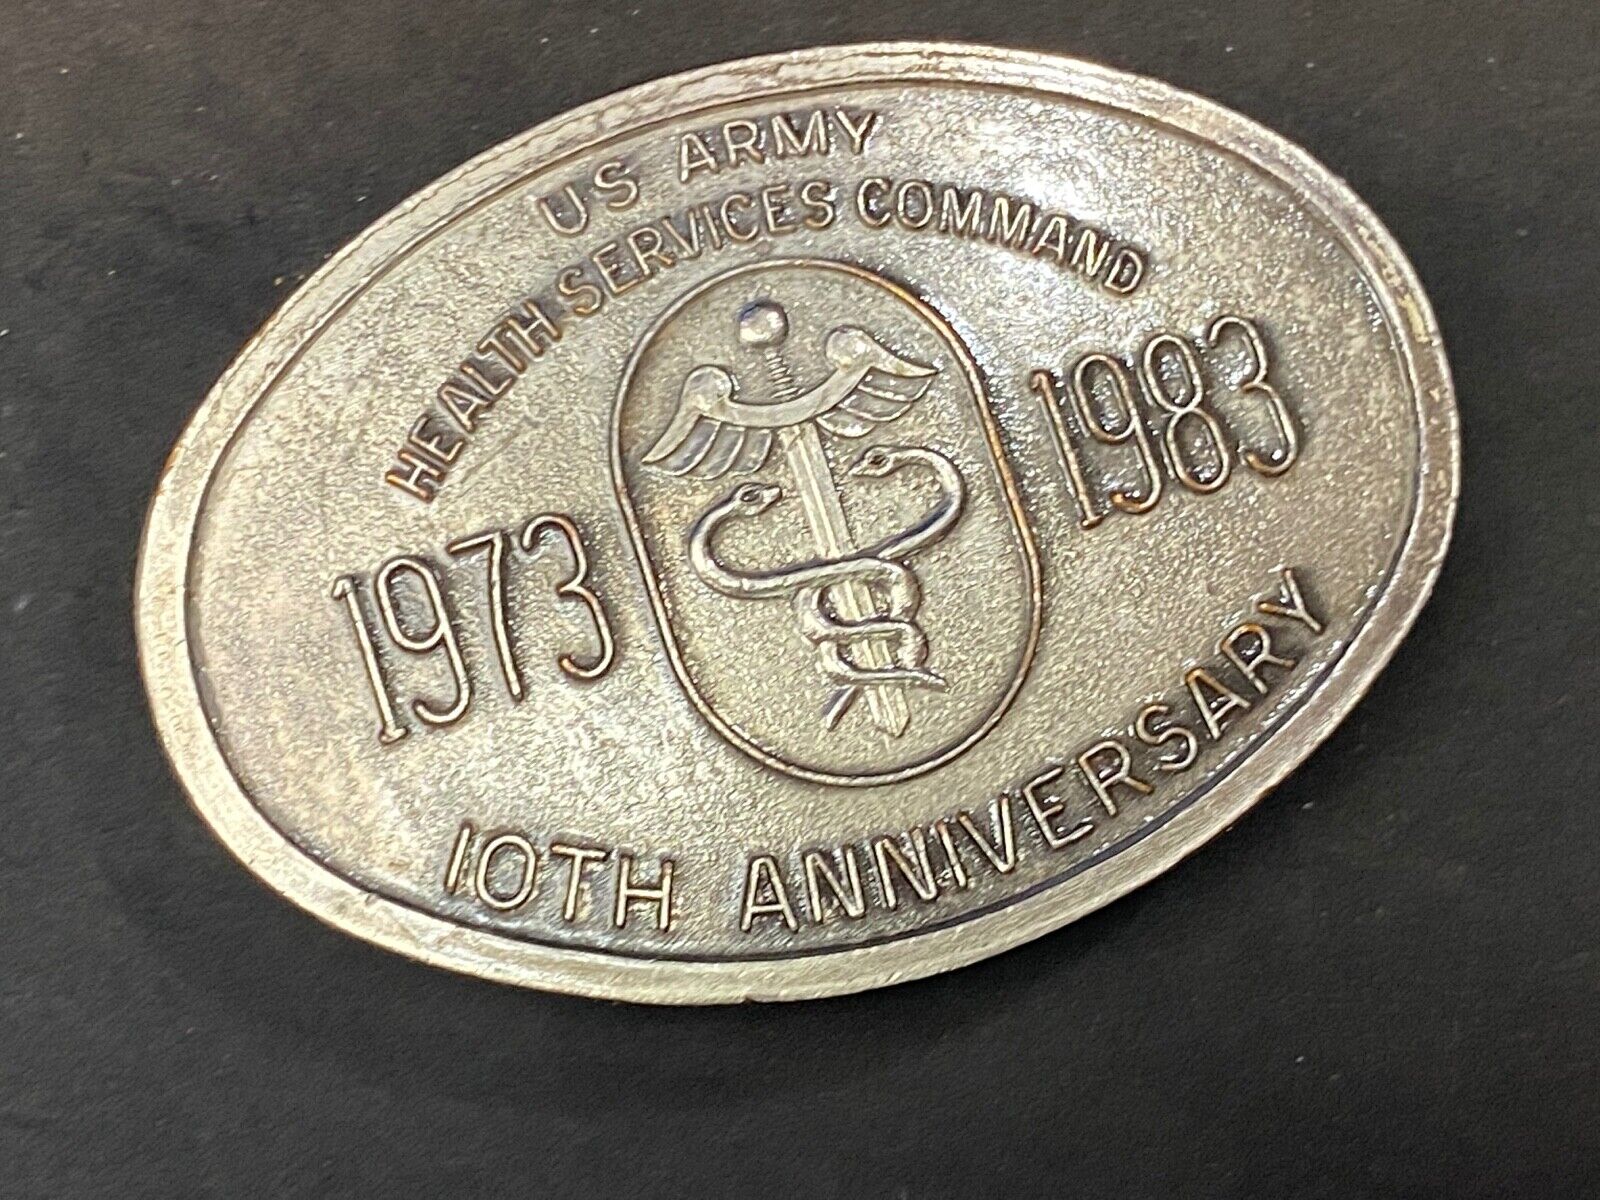 US ARMY
HEALTH SERVICES COMMAND
1973 1983
10TH ANNIVERSARY